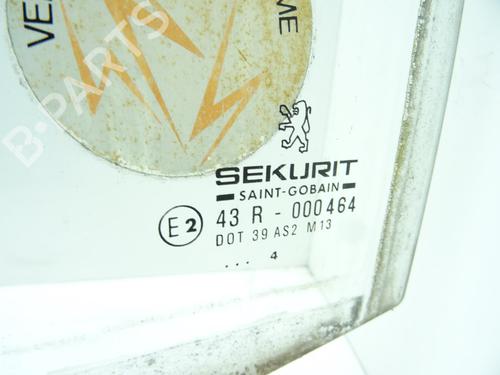 VE
ME
B-PARTS
SEKURIT
SAINT-GOBAIN
E2 43 R - 000464
DOT 39 AS2 M13
... 4